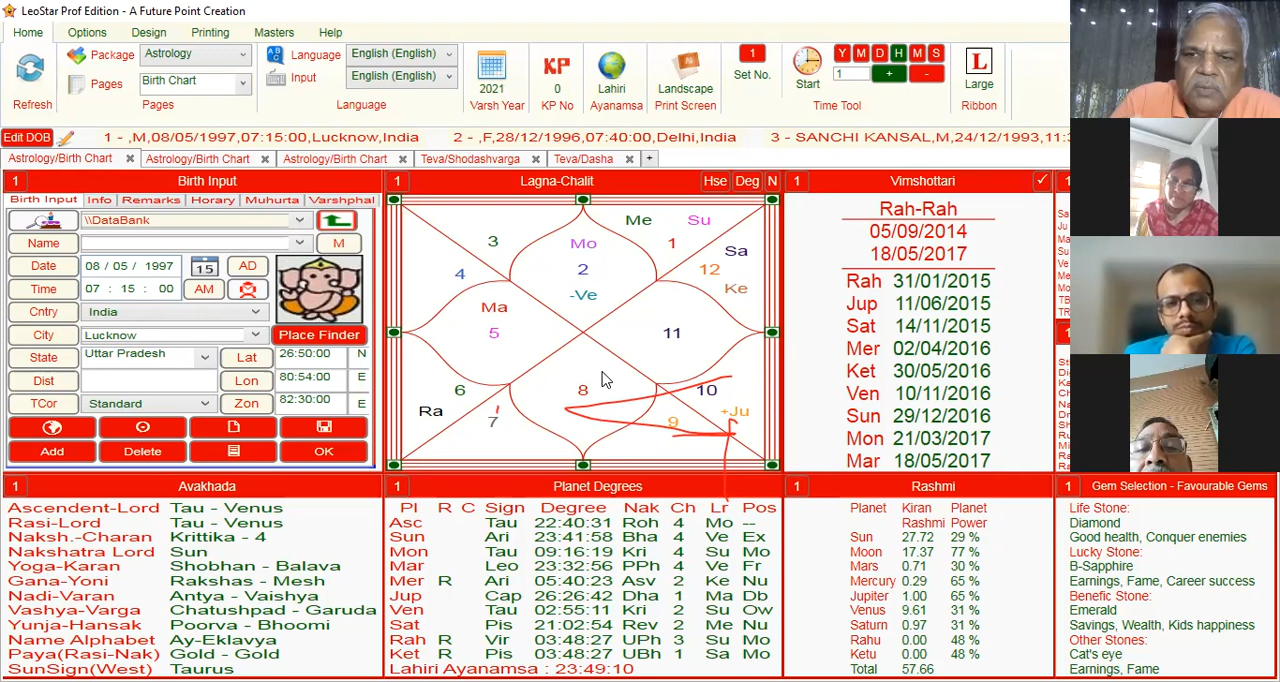 LeoStar Prof Edition - A Future Point Creation
Home Options Design Printing Masters Help
Refresh
Package Astrology
Pages Birth Chart
Pages
Language English (English)
Input English (English)
Language
2021
Varsh Year
KP
0
KP No
Lahiri
Ayanamsa
Landscape
Print Screen
1
Set No.
Start
Y M D H M S
1 + -
Time Tool
L
Large
Ribbon
Edit DOB
1 - ,M,08/05/1997,07:15:00,Lucknow,India 2 - ,F,28/12/1996,07:40:00,Delhi,India 3 - SANCHI KANSAL,M,24/12/1993,11:3
Astrology/Birth Chart Astrology/Birth Chart Astrology/Birth Chart Teva/Shodashvarga Teva/Dasha +
1 Birth Input
Birth Input Info Remarks Horary Muhurta Varshphal
\\DataBank
Name M
Date 08 / 05 / 1997 15 AD
Time 07 : 15 : 00 AM
Cntry India
City Lucknow Place Finder
State Uttar Pradesh Lat 26:50:00 N
Dist Lon 80:54:00 E
TCor Standard Zon 82:30:00 E
Add Delete OK
1 Lagna-Chalit Hse Deg N
Me Su
3 Mo 1 Sa
4 2 12
-Ve Ke
Ma
5 11
6 8 10
Ra +Ju
7 9
1 Vimshottari
Rah-Rah
05/09/2014
18/05/2017
Rah 31/01/2015
Jup 11/06/2015
Sat 14/11/2015
Mer 02/04/2016
Ket 30/05/2016
Ven 10/11/2016
Sun 29/12/2016
Mon 21/03/2017
Mar 18/05/2017
1 Avakhada
Ascendent-Lord Tau - Venus
Rasi-Lord Tau - Venus
Naksh.-Charan Krittika - 4
Nakshatra Lord Sun
Yoga-Karan Shobhan - Balava
Gana-Yoni Rakshas - Mesh
Nadi-Varan Antya - Vaishya
Vashya-Varga Chatushpad - Garuda
Yunja-Hansak Poorva - Bhoomi
Name Alphabet Ay-Eklavya
Paya(Rasi-Nak) Gold - Gold
SunSign(West) Taurus
1 Planet Degrees
Pl R C Sign Degree Nak Ch Lr Pos
Asc Tau 22:40:31 Roh 4 Mo --
Sun Ari 23:41:58 Bha 4 Ve Ex
Mon Tau 09:16:19 Kri 4 Su Mo
Mar Leo 23:32:56 PPh 4 Ve Fr
Mer R Ari 05:40:23 Asv 2 Ke Nu
Jup Cap 26:26:42 Dha 1 Ma Db
Ven Tau 02:55:11 Kri 2 Su Ow
Sat Pis 21:02:54 Rev 2 Me Nu
Rah R Vir 03:48:27 UPh 3 Su Mo
Ket R Pis 03:48:27 UBh 1 Sa Mo
Lahiri Ayanamsa : 23:49:10
1 Rashmi
Planet Kiran Planet
Rashmi Power
Sun 27.72 29 %
Moon 17.37 77 %
Mars 0.71 30 %
Mercury 0.29 65 %
Jupiter 1.00 65 %
Venus 9.61 31 %
Saturn 0.97 31 %
Rahu 0.00 48 %
Ketu 0.00 48 %
Total 57.66
1 Gem Selection - Favourable Gems
Life Stone:
Diamond
Good health, Conquer enemies
Lucky Stone:
B-Sapphire
Earnings, Fame, Career success
Benefic Stone:
Emerald
Savings, Wealth, Kids happiness
Other Stones:
Cat's eye
Earnings, Fame